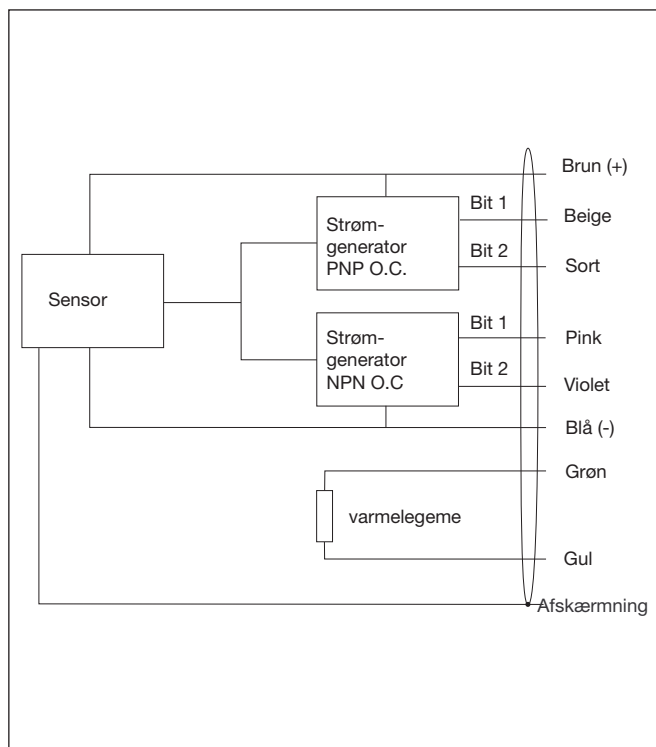 Brun (+)
Bit 1
Beige
Strøm-
generator
PNP O.C.
Bit 2
Sort
Sensor
Strøm-
generator
NPN O.C
Bit 1
Pink
Bit 2
Violet
Blå (-)
Grøn
varmelegeme
Gul
Afskærmning